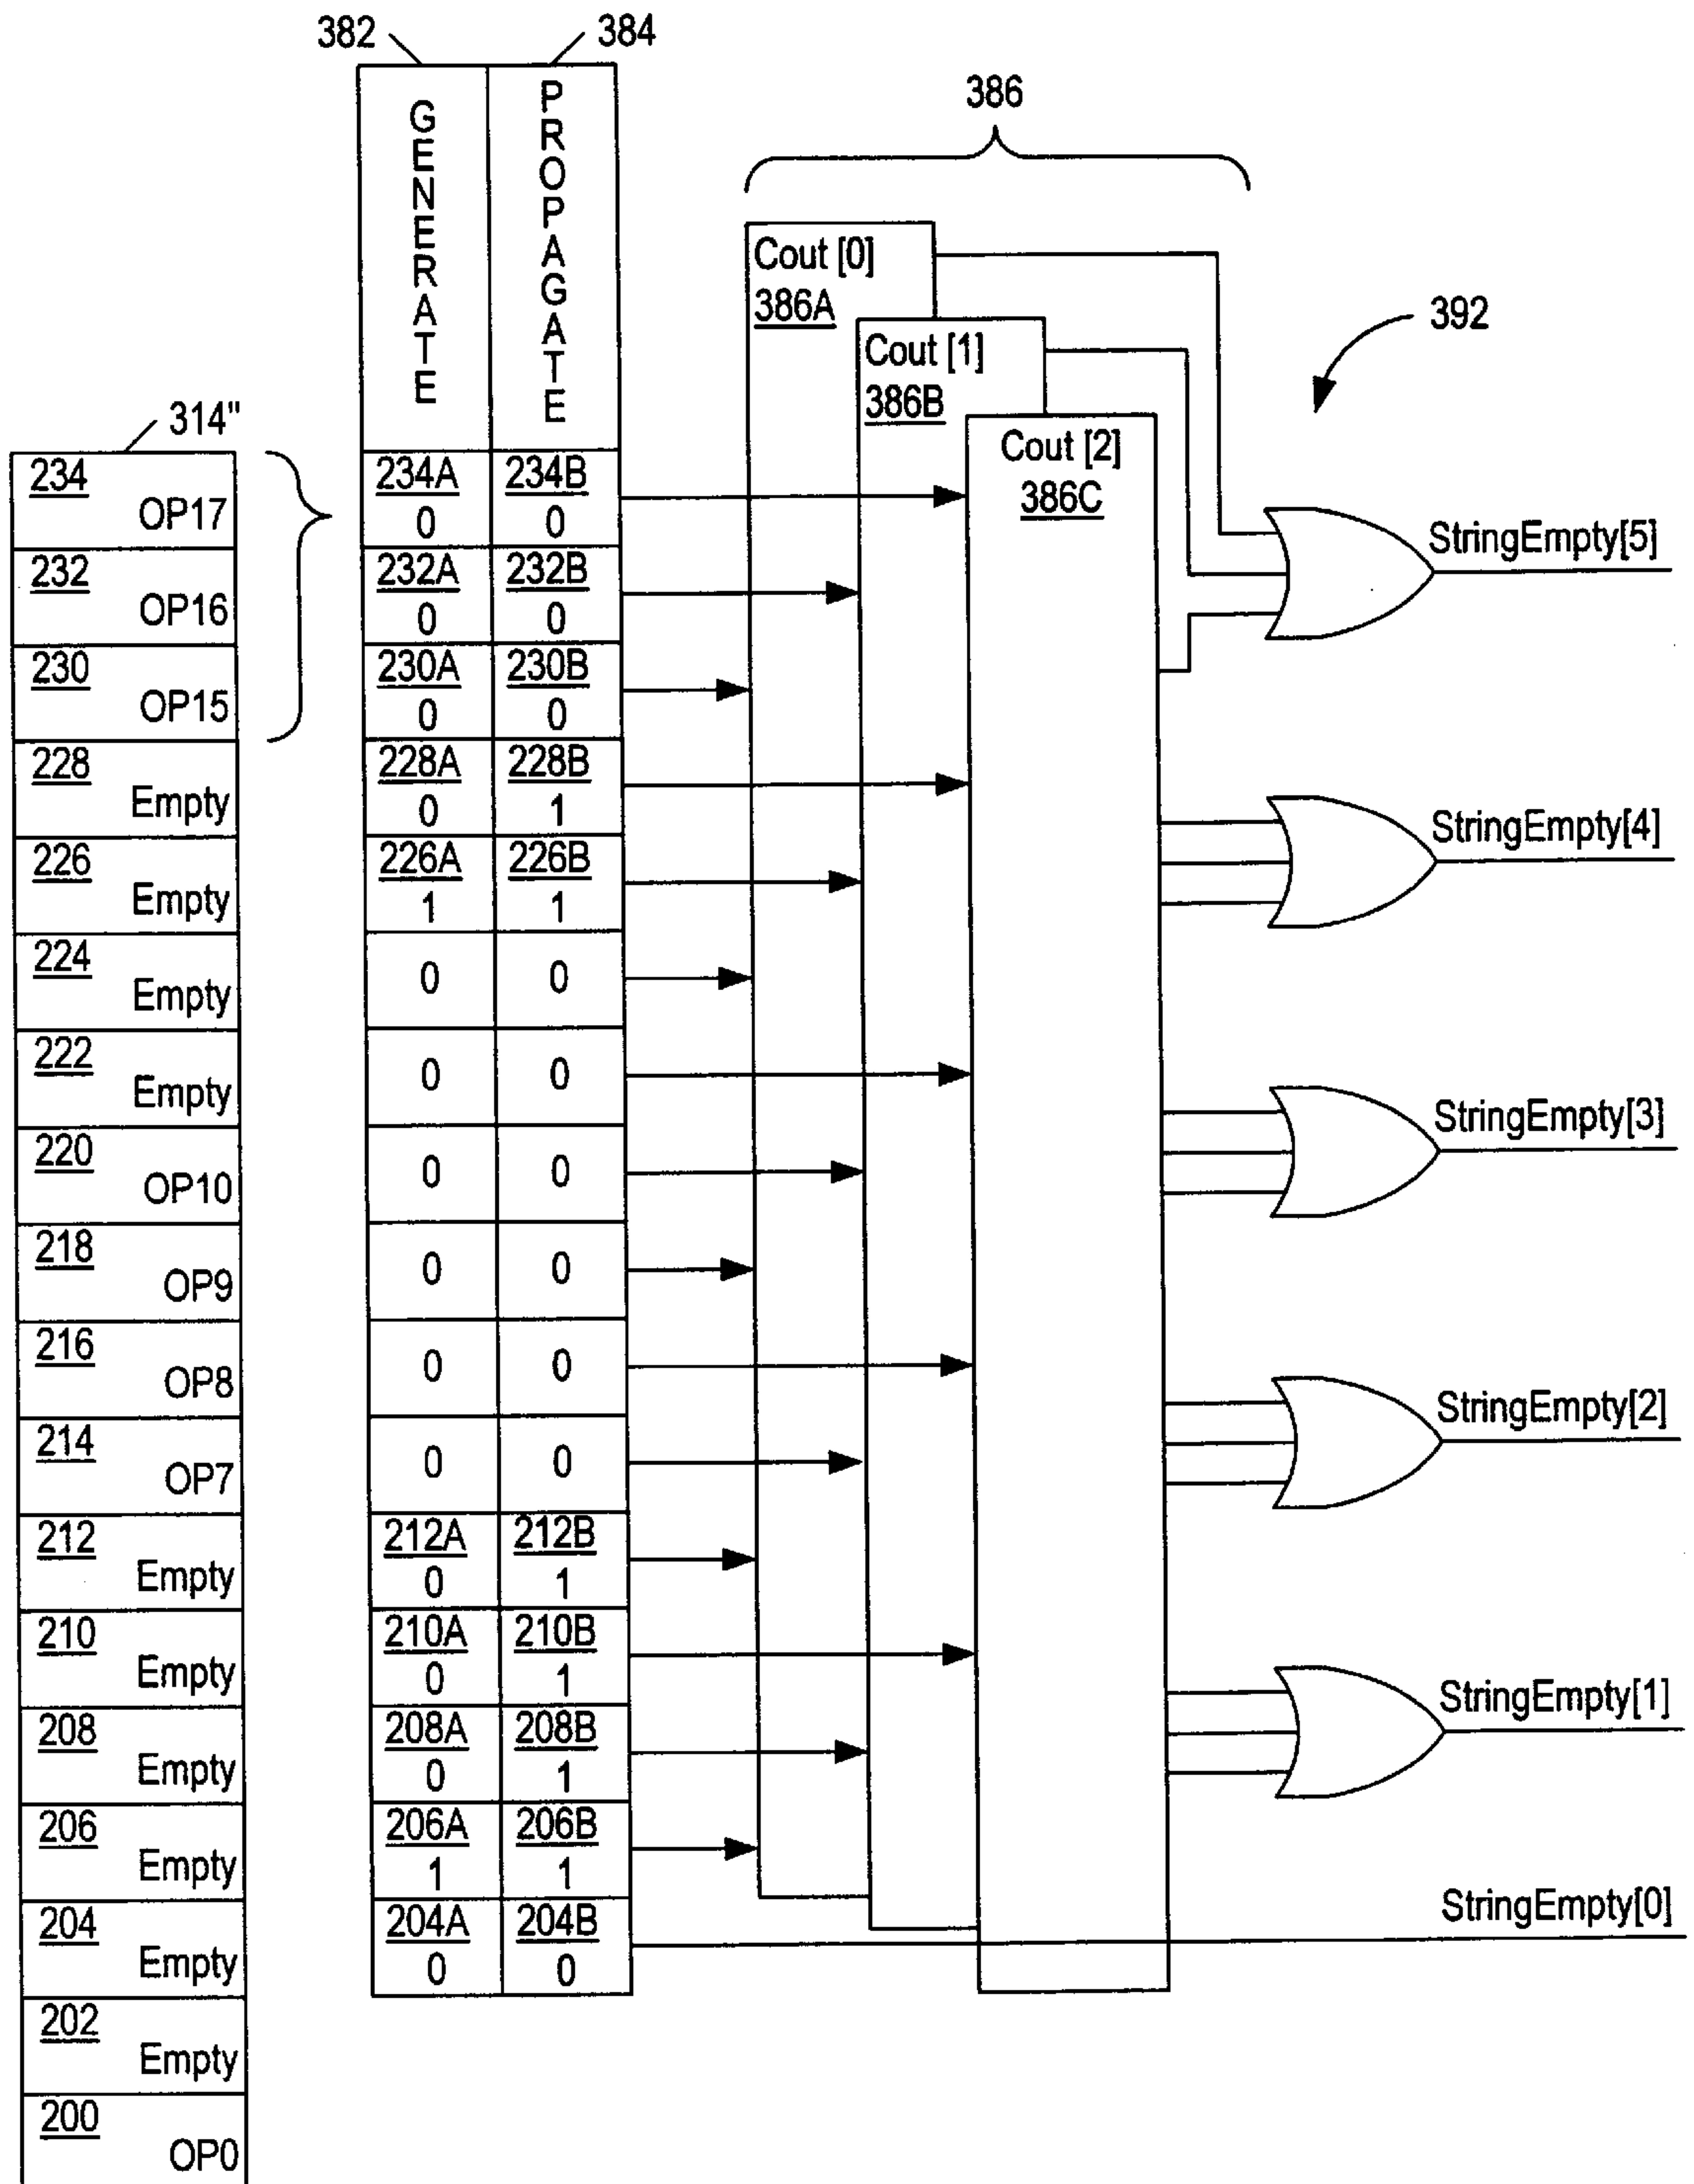 382
384
386
GENERATE
PROPAGATE
Cout [0]
386A
392
Cout [1]
386B
314"
Cout [2]
386C
234
OP17
234A
0
234B
0
StringEmpty[5]
232
OP16
232A
0
232B
0
230
OP15
230A
0
230B
0
228
Empty
228A
0
228B
1
StringEmpty[4]
226
Empty
226A
1
226B
1
224
Empty
0
0
222
Empty
0
0
StringEmpty[3]
220
OP10
0
0
218
OP9
0
0
216
OP8
0
0
StringEmpty[2]
214
OP7
0
0
212
Empty
212A
0
212B
1
210
Empty
210A
0
210B
1
StringEmpty[1]
208
Empty
208A
0
208B
1
206
Empty
206A
1
206B
1
StringEmpty[0]
204
Empty
204A
0
204B
0
202
Empty
200
OP0